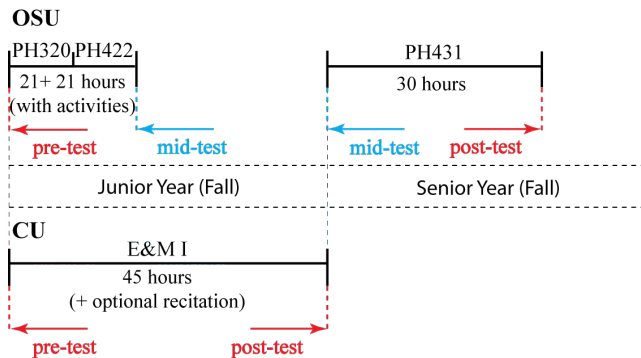 OSU
PH320 PH422
PH431
21+ 21 hours
(with activities)
30 hours
pre-test
mid-test
mid-test
post-test
Junior Year (Fall)
Senior Year (Fall)
CU
E&M I
45 hours
(+ optional recitation)
pre-test
post-test